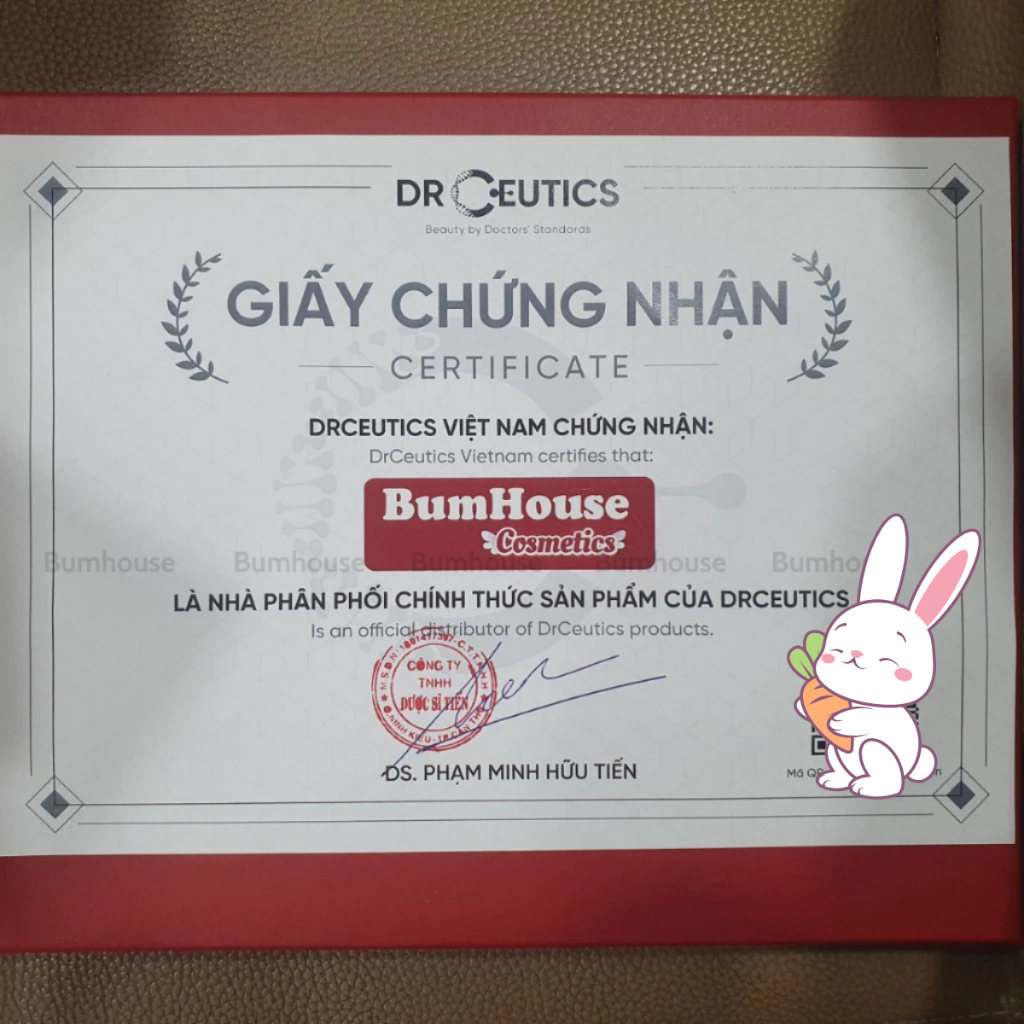 DRCEUTICS
Beauty by Doctors' Standards
GIẤY CHỨNG NHẬN
CERTIFICATE
DRCEUTICS VIỆT NAM CHỨNG NHẬN:
DrCeutics Vietnam certifies that:
BumHouse
Cosmetics
Bumhouse Bumhouse Bumhouse Bumhouse Bumhouse
LÀ NHÀ PHÂN PHỐI CHÍNH THỨC SẢN PHẨM CỦA DRCEUTICS
Is an official distributor of DrCeutics products.
CÔNG TY
TNHH
DƯỢC SĨ TIẾN
DS. PHẠM MINH HỮU TIẾN
Mã